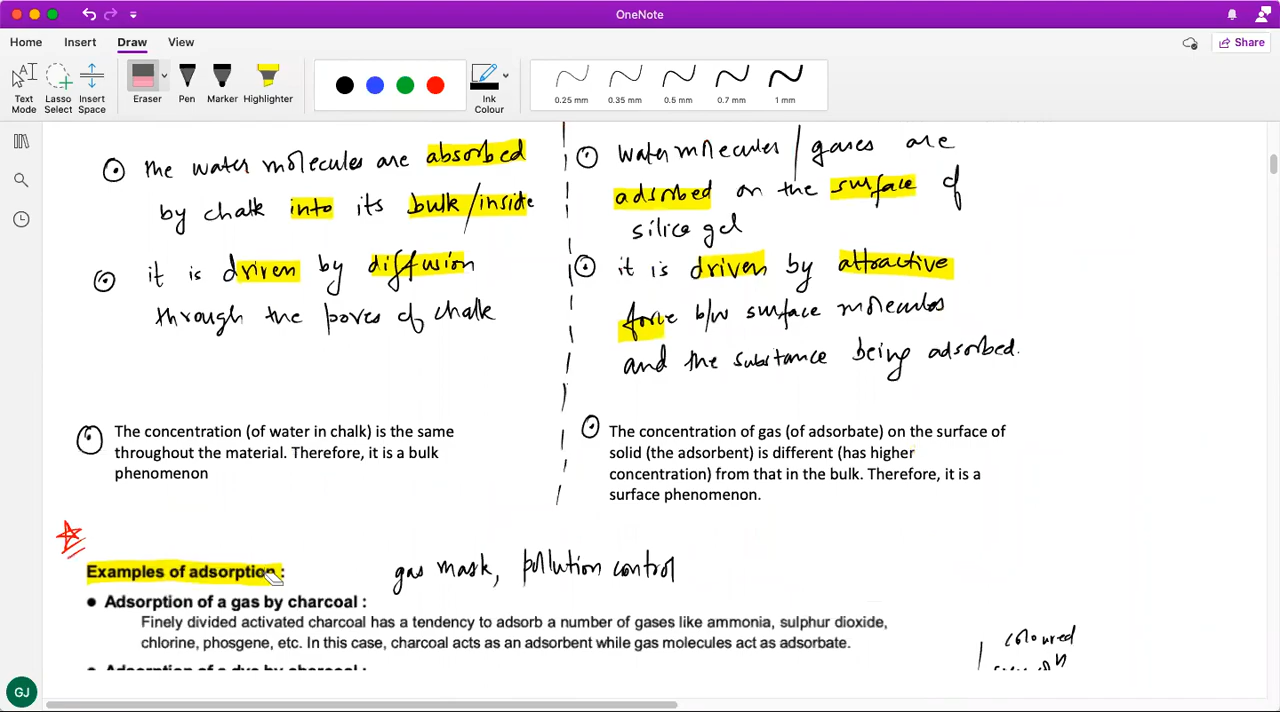 OneNote
Home Insert Draw View
Share
Text Mode
Lasso Select
Insert Space
Eraser
Pen
Marker
Highlighter
Ink Colour
0.25 mm
0.35 mm
0.5 mm
0.7 mm
1 mm
the water molecules are absorbed
by chalk into its bulk/inside
it is driven by diffusion
through the pores of chalk
The concentration (of water in chalk) is the same
throughout the material. Therefore, it is a bulk
phenomenon
water molecules / gases are
adsorbed on the surface of
silica gel
it is driven by attractive
force b/w surface molecules
and the substance being adsorbed.
The concentration of gas (of adsorbate) on the surface of
solid (the adsorbent) is different (has higher
concentration) from that in the bulk. Therefore, it is a
surface phenomenon.
Examples of adsorption :
gas mask, pollution control
● Adsorption of a gas by charcoal :
Finely divided activated charcoal has a tendency to adsorb a number of gases like ammonia, sulphur dioxide,
chlorine, phosgene, etc. In this case, charcoal acts as an adsorbent while gas molecules act as adsorbate.
coloured
Adsorption of a dye by charcoal :
GJ